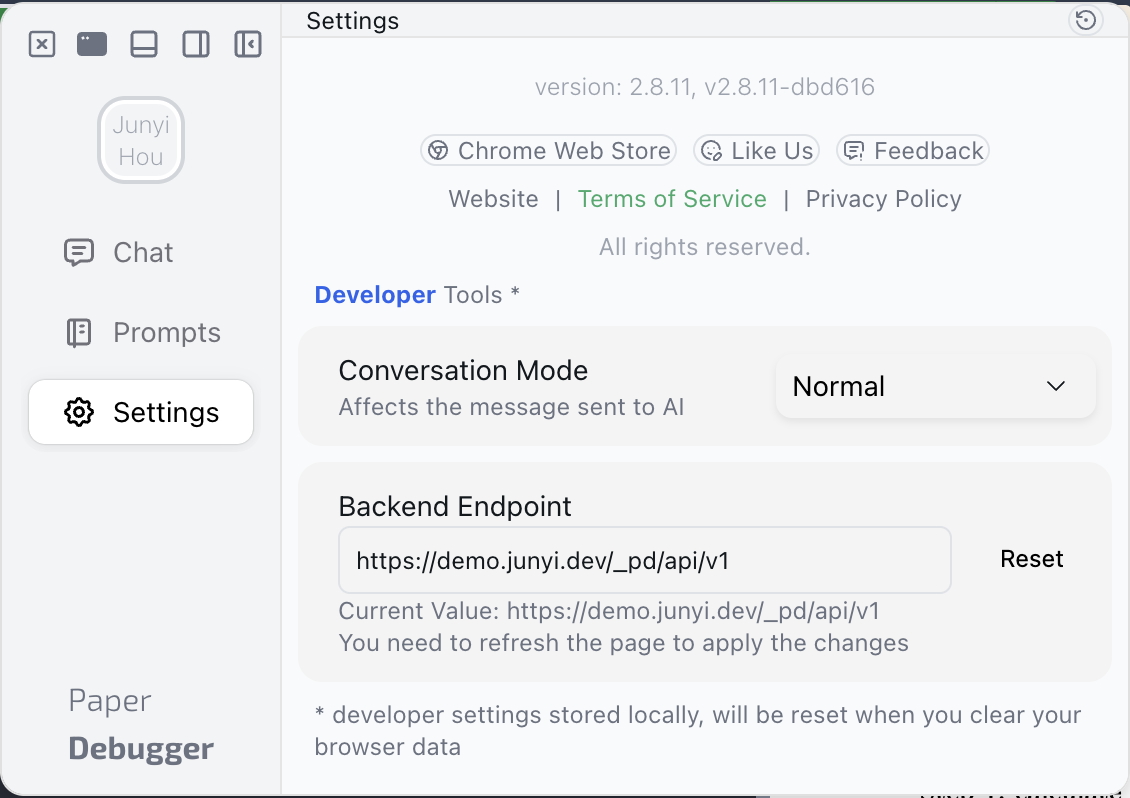 Settings
Junyi
Hou
Chat
Prompts
Settings
Paper
Debugger
version: 2.8.11, v2.8.11-dbd616
Chrome Web Store
Like Us
Feedback
Website | Terms of Service | Privacy Policy
All rights reserved.
Developer Tools *
Conversation Mode
Affects the message sent to AI
Normal
Backend Endpoint
https://demo.junyi.dev/_pd/api/v1
Reset
Current Value: https://demo.junyi.dev/_pd/api/v1
You need to refresh the page to apply the changes
* developer settings stored locally, will be reset when you clear your
browser data